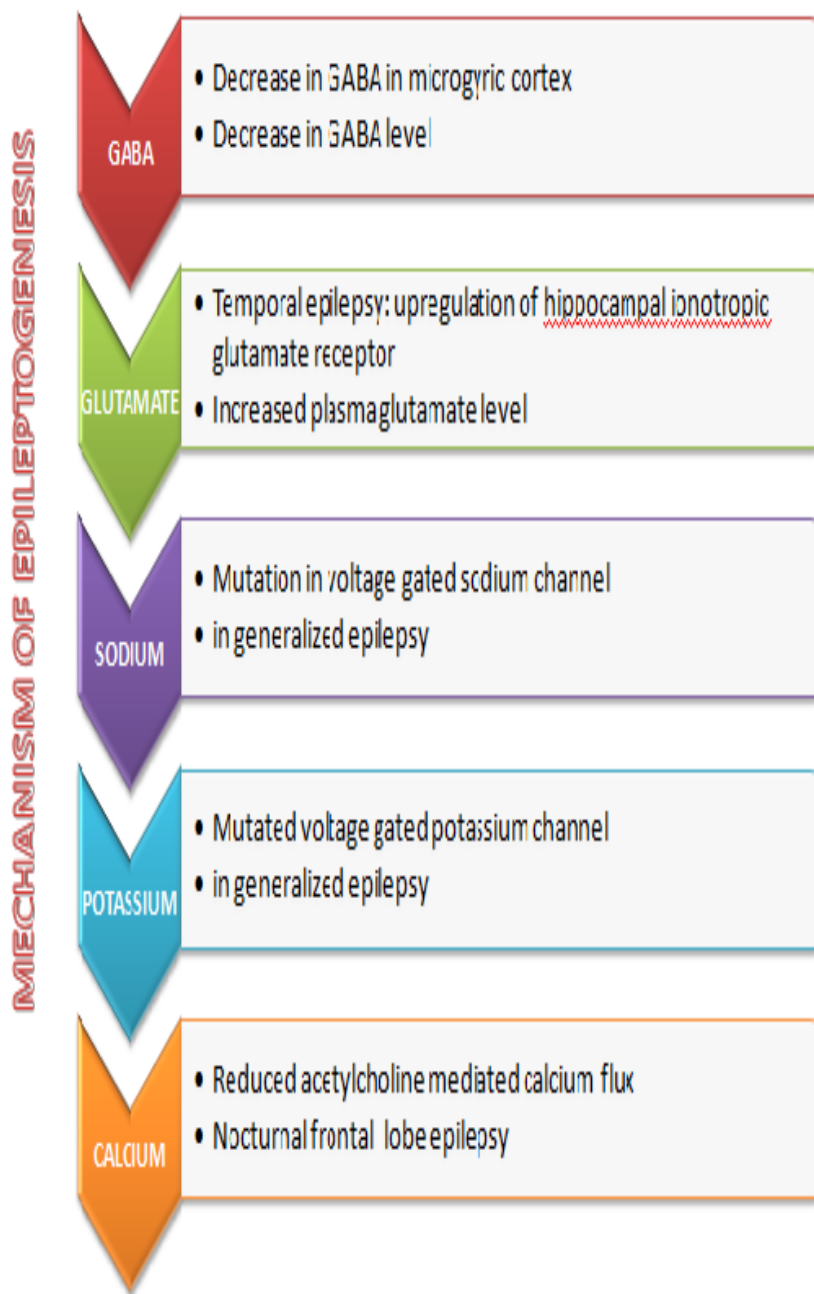 MECHANISM OF EPILEPTOGENESIS
GABA
• Decrease in GABA in microgyric cortex
• Decrease in GABA level
GLUTAMATE
• Temporal epilepsy: upregulation of hippocampal ionotropic
glutamate receptor
• Increased plasma glutamate level
SODIUM
• Mutation in voltage gated sodium channel
• in generalized epilepsy
POTASSIUM
• Mutated voltage gated potassium channel
• in generalized epilepsy
CALCIUM
• Reduced acetylcholine mediated calcium flux
• Nocturnal frontal lobe epilepsy